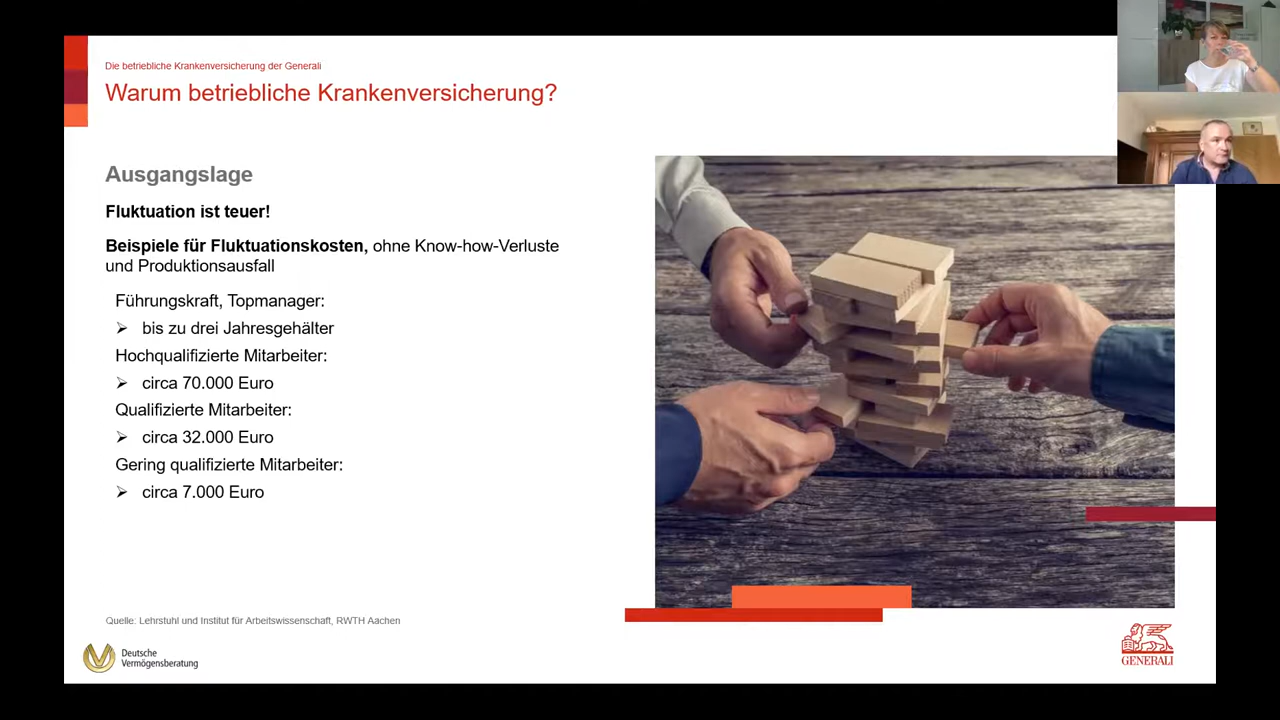 Die betriebliche Krankenversicherung der Generali
Warum betriebliche Krankenversicherung?
Ausgangslage
Fluktuation ist teuer!
Beispiele für Fluktuationskosten, ohne Know-how-Verluste
und Produktionsausfall
Führungskraft, Topmanager:
➢ bis zu drei Jahresgehälter
Hochqualifizierte Mitarbeiter:
➢ circa 70.000 Euro
Qualifizierte Mitarbeiter:
➢ circa 32.000 Euro
Gering qualifizierte Mitarbeiter:
➢ circa 7.000 Euro
Quelle: Lehrstuhl und Institut für Arbeitswissenschaft, RWTH Aachen
Deutsche
Vermögensberatung
GENERALI